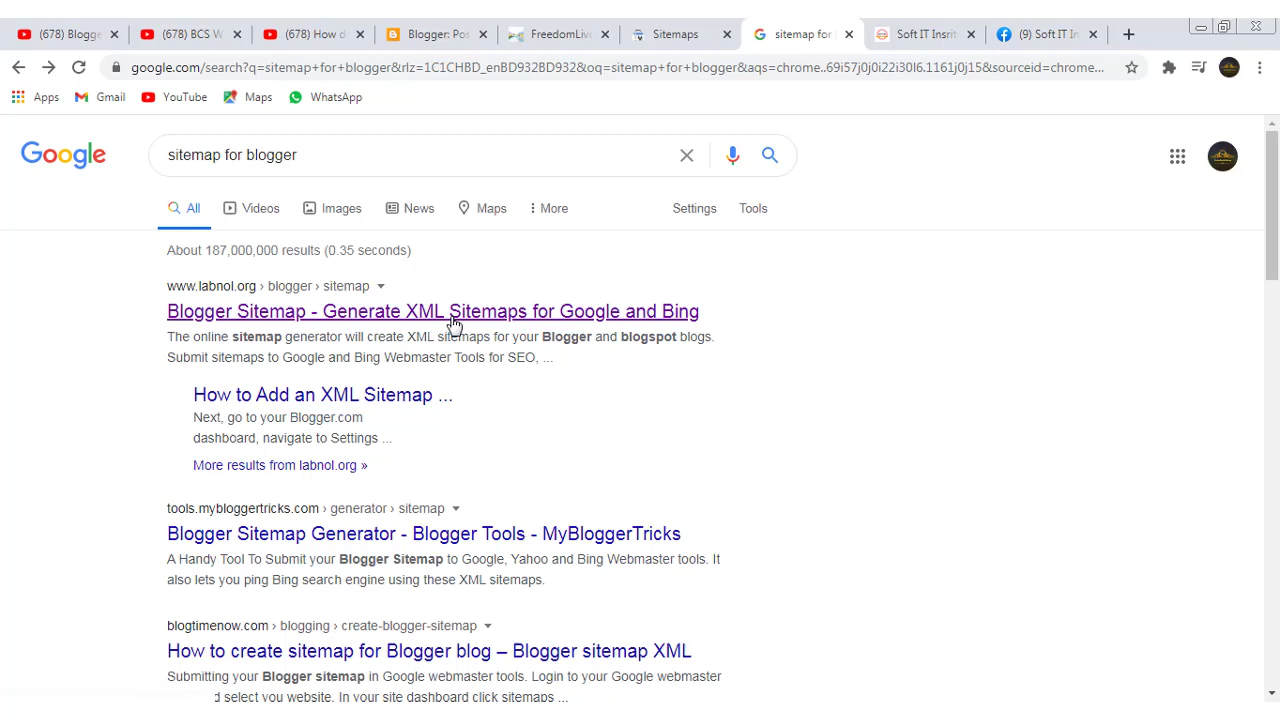 (678) Blogge
(678) BCS W
(678) How d
Blogger: Pos
FreedomLiv
Sitemaps
sitemap for
Soft IT Insrit
(9) Soft IT In
google.com/search?q=sitemap+for+blogger&rlz=1C1CHBD_enBD932BD932&oq=sitemap+for+blogger&aqs=chrome..69i57j0j0i22i30l6.1161j0j15&sourceid=chrome...
Apps
Gmail
YouTube
Maps
WhatsApp
Google
sitemap for blogger
All
Videos
Images
News
Maps
More
Settings
Tools
About 187,000,000 results (0.35 seconds)
www.labnol.org › blogger › sitemap
Blogger Sitemap - Generate XML Sitemaps for Google and Bing
The online sitemap generator will create XML sitemaps for your Blogger and blogspot blogs.
Submit sitemaps to Google and Bing Webmaster Tools for SEO, ...
How to Add an XML Sitemap ...
Next, go to your Blogger.com
dashboard, navigate to Settings ...
More results from labnol.org »
tools.mybloggertricks.com › generator › sitemap
Blogger Sitemap Generator - Blogger Tools - MyBloggerTricks
A Handy Tool To Submit your Blogger Sitemap to Google, Yahoo and Bing Webmaster tools. It
also lets you ping Bing search engine using these XML sitemaps.
blogtimenow.com › blogging › create-blogger-sitemap
How to create sitemap for Blogger blog – Blogger sitemap XML
Submitting your Blogger sitemap in Google webmaster tools. Login to your Google webmaster
d select you website. In your site dashboard click sitemaps ...